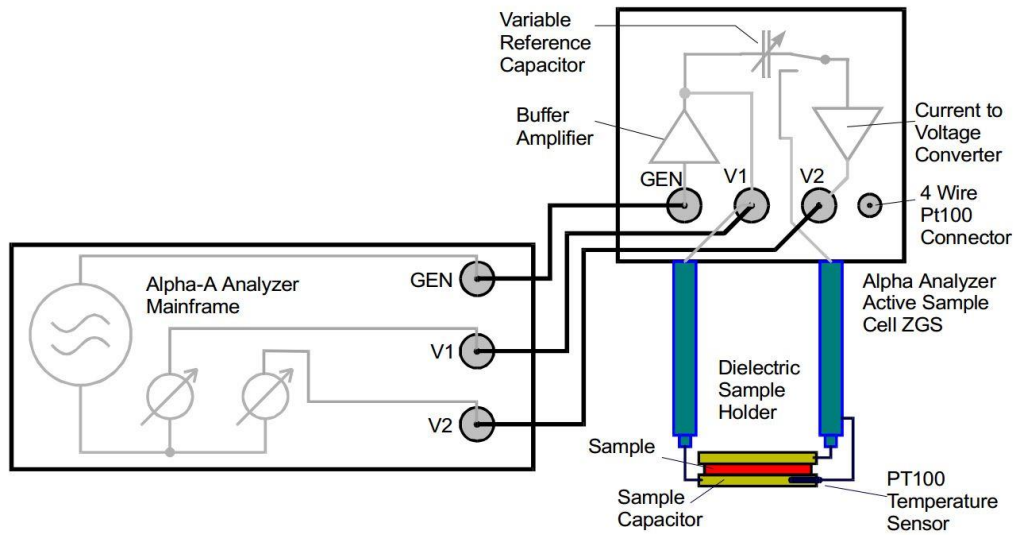 Variable
Reference
Capacitor
Buffer
Amplifier
Current to
Voltage
Converter
GEN
V1
V2
4 Wire
Pt100
Connector
Alpha-A Analyzer
Mainframe
GEN
V1
V2
Alpha Analyzer
Active Sample
Cell ZGS
Dielectric
Sample
Holder
Sample
Sample
Capacitor
PT100
Temperature
Sensor